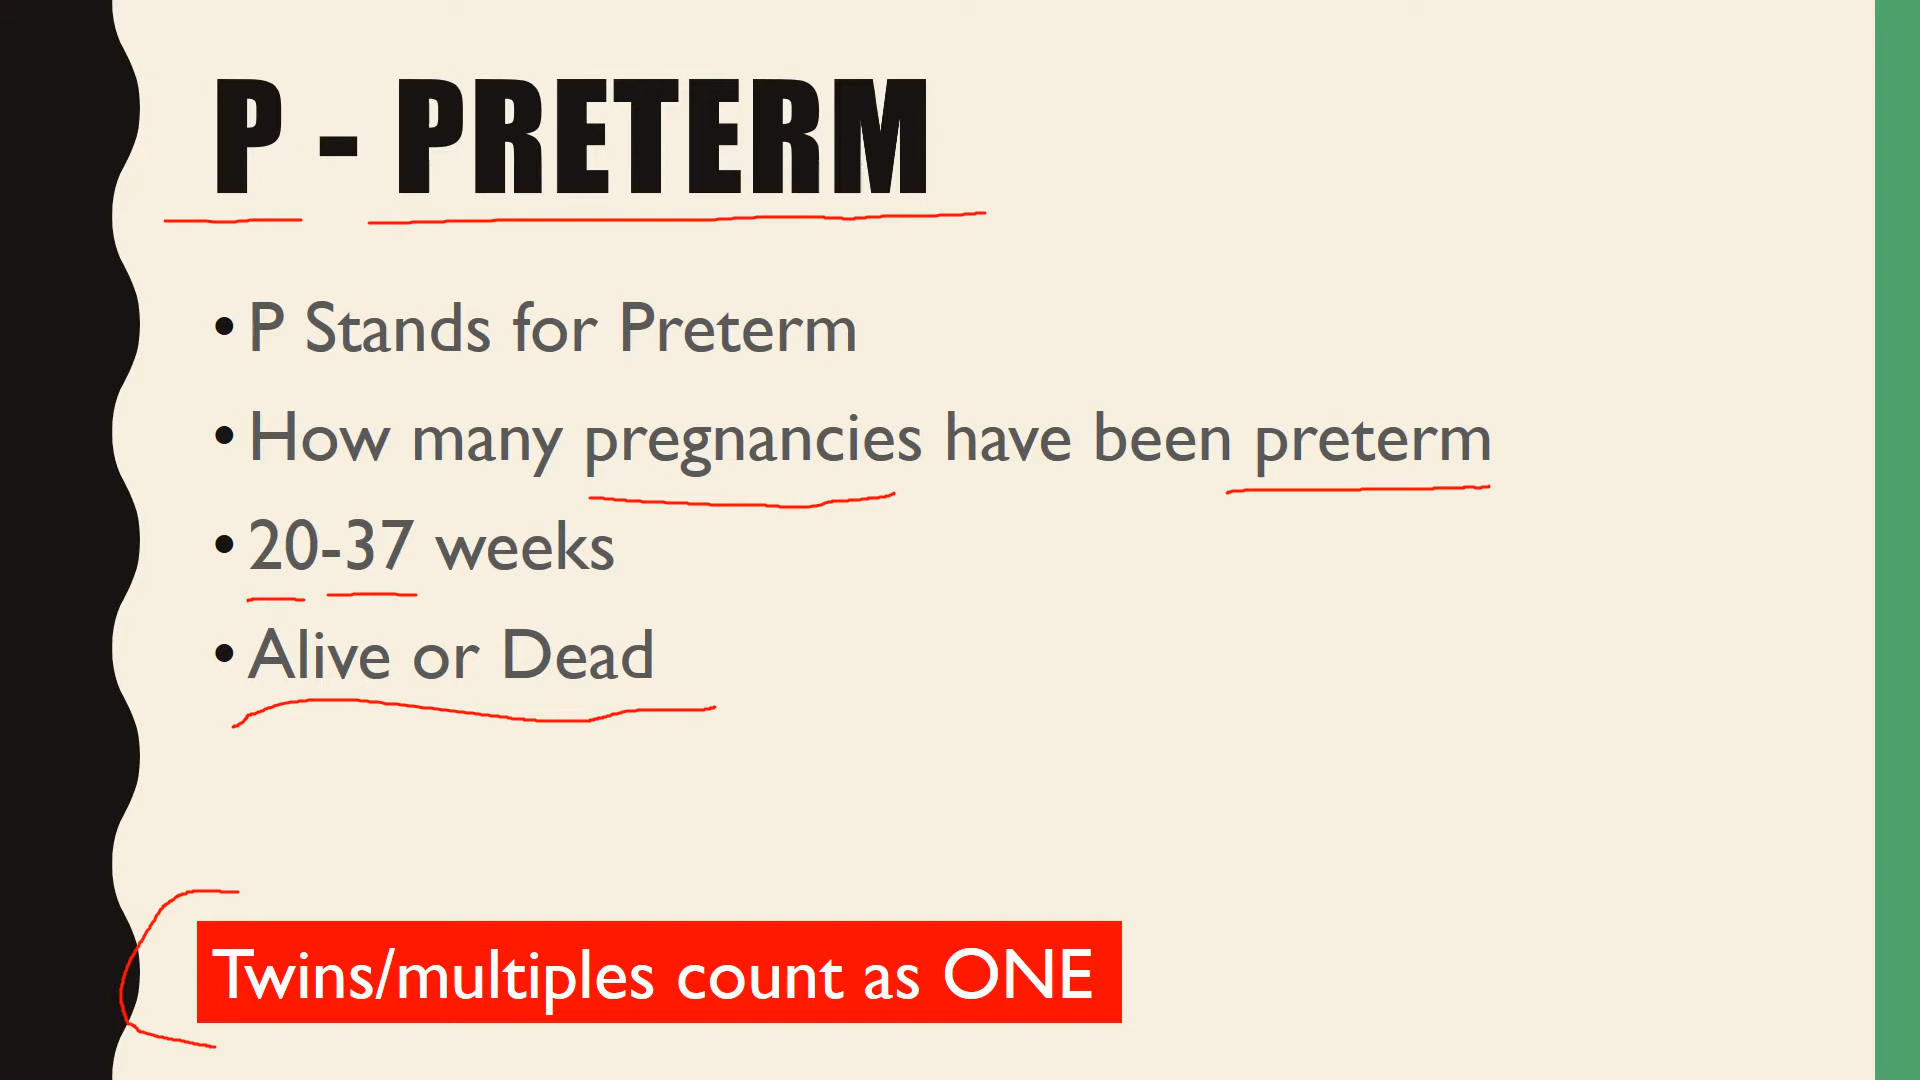 P - PRETERM
• P Stands for Preterm
• How many pregnancies have been preterm
• 20-37 weeks
• Alive or Dead
Twins/multiples count as ONE